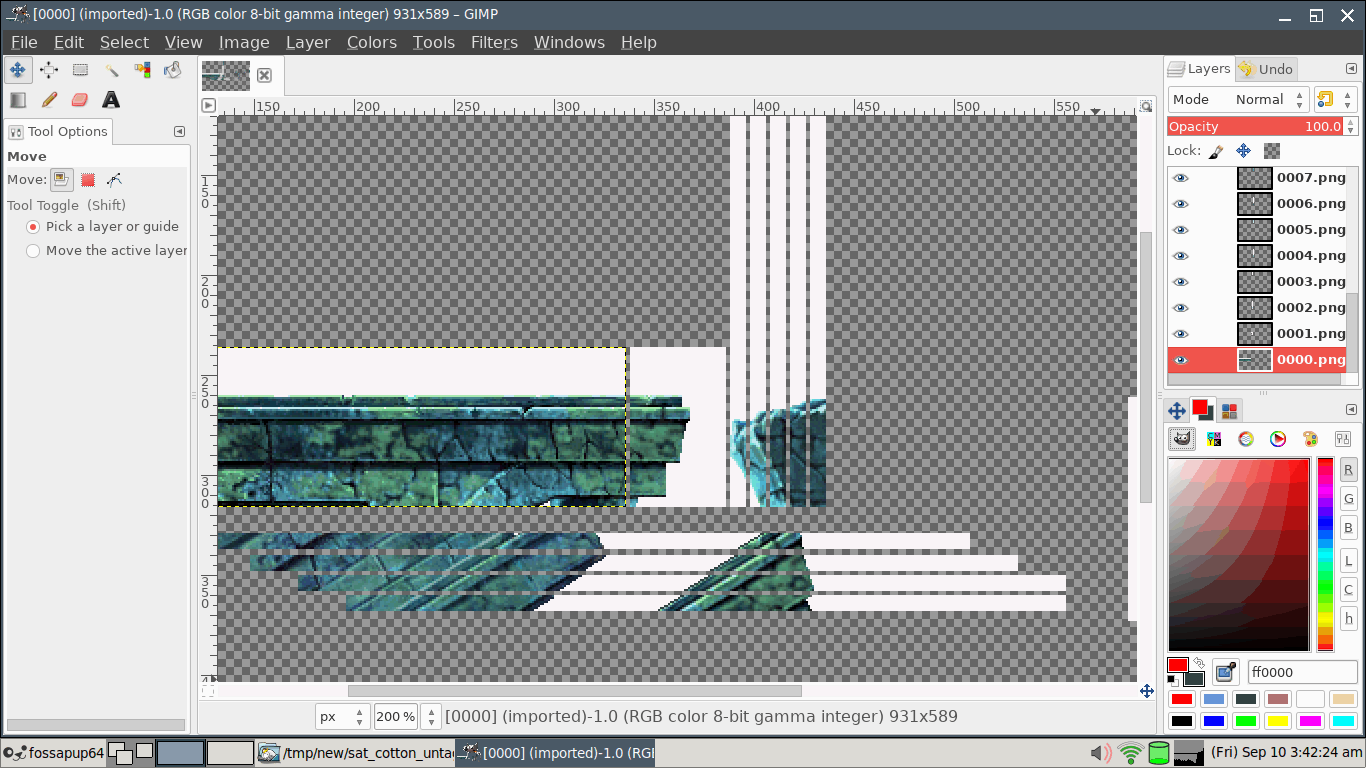 [0000] (imported)-1.0 (RGB color 8-bit gamma integer) 931x589 – GIMP
File Edit Select View Image Layer Colors Tools Filters Windows Help
Tool Options
Move
Move:
Tool Toggle (Shift)
Pick a layer or guide
Move the active layer
150 200 250 300 350 400 450 500 550
150
200
250
300
350
4
px 200 % [0000] (imported)-1.0 (RGB color 8-bit gamma integer) 931x589
Layers Undo
Mode Normal
Opacity 100.0
Lock:
0007.png
0006.png
0005.png
0004.png
0003.png
0002.png
0001.png
0000.png
R
G
B
L
C
h
ff0000
fossapup64 /tmp/new/sat_cotton_unta [0000] (imported)-1.0 (RGI (Fri) Sep 10 3:42:24 am